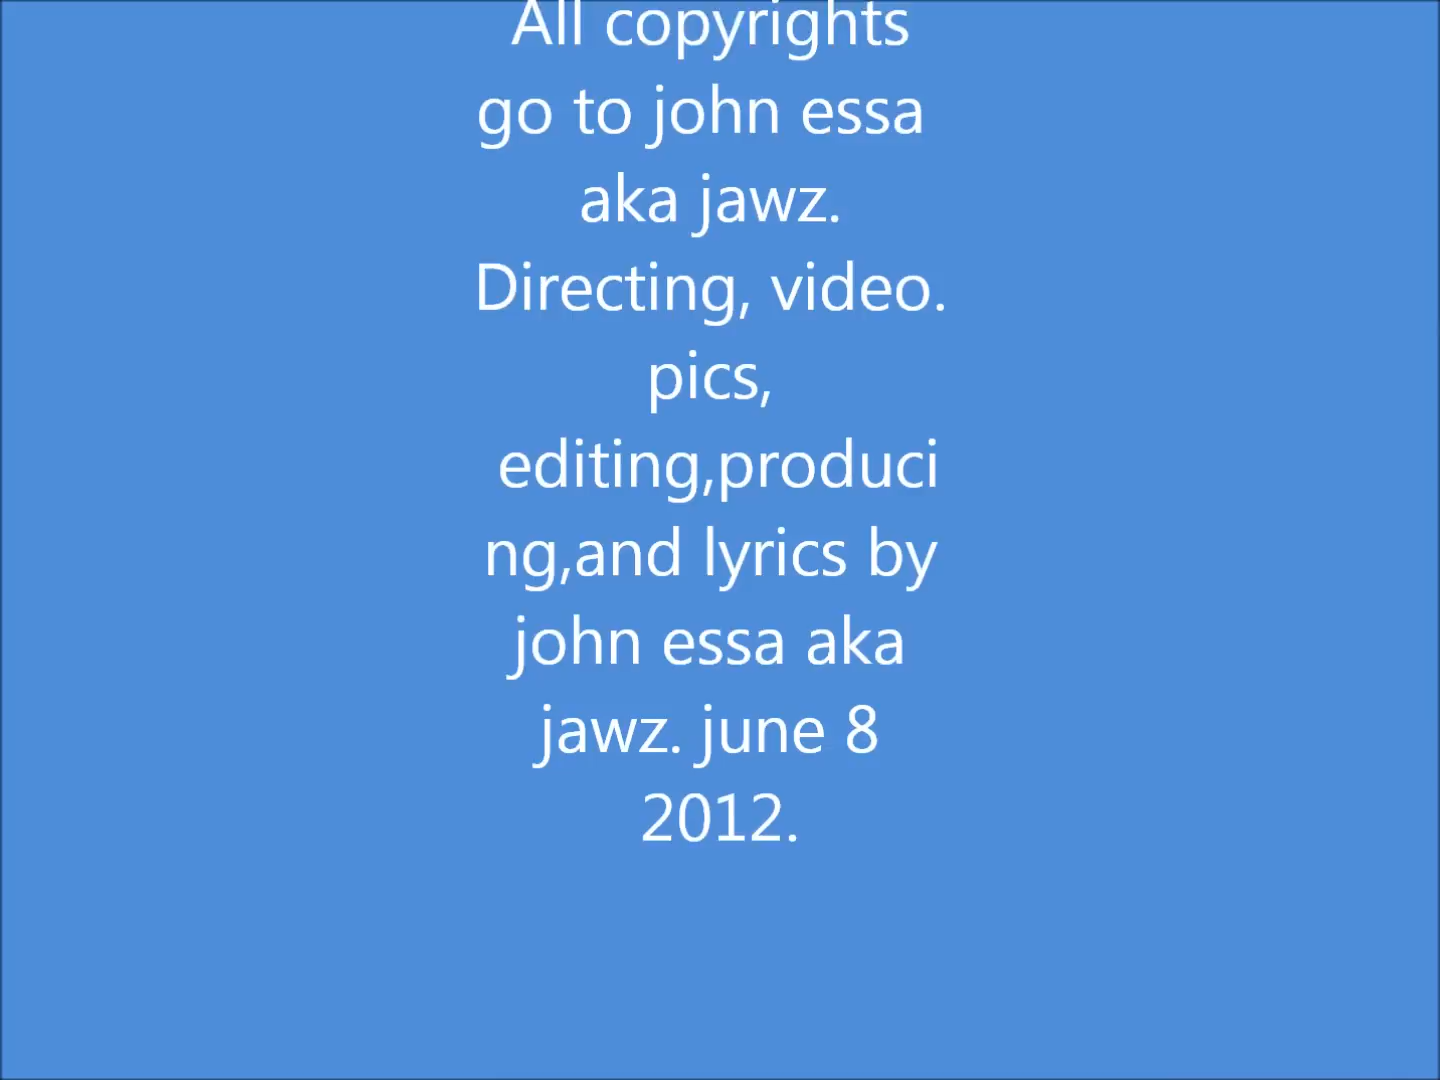 All copyrights
go to john essa
aka jawz.
Directing, video.
pics,
editing,produci
ng,and lyrics by
john essa aka
jawz. june 8
2012.